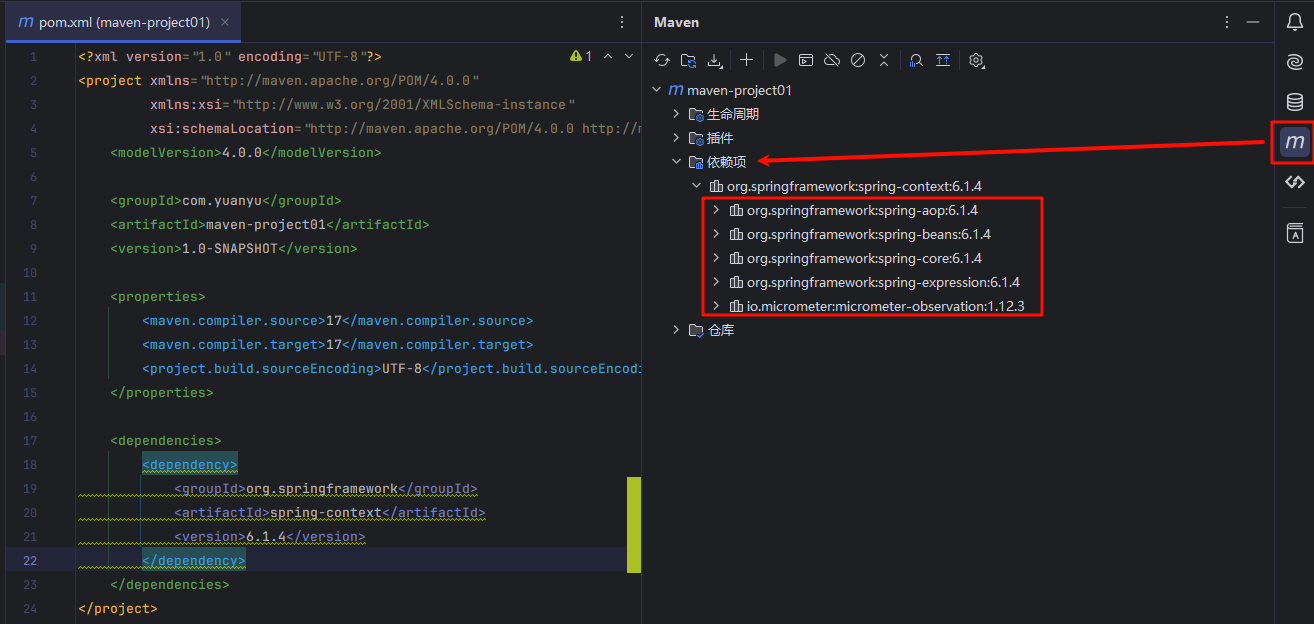 pom.xml (maven-project01)
1 <?xml version="1.0" encoding="UTF-8"?>
2 <project xmlns="http://maven.apache.org/POM/4.0.0"
3 xmlns:xsi="http://www.w3.org/2001/XMLSchema-instance"
4 xsi:schemaLocation="http://maven.apache.org/POM/4.0.0 http://m
5 <modelVersion>4.0.0</modelVersion>
6
7 <groupId>com.yuanyu</groupId>
8 <artifactId>maven-project01</artifactId>
9 <version>1.0-SNAPSHOT</version>
10
11 <properties>
12 <maven.compiler.source>17</maven.compiler.source>
13 <maven.compiler.target>17</maven.compiler.target>
14 <project.build.sourceEncoding>UTF-8</project.build.sourceEncodi
15 </properties>
16
17 <dependencies>
18 <dependency>
19 <groupId>org.springframework</groupId>
20 <artifactId>spring-context</artifactId>
21 <version>6.1.4</version>
22 </dependency>
23 </dependencies>
24 </project>
1
Maven
maven-project01
生命周期
插件
依赖项
org.springframework:spring-context:6.1.4
org.springframework:spring-aop:6.1.4
org.springframework:spring-beans:6.1.4
org.springframework:spring-core:6.1.4
org.springframework:spring-expression:6.1.4
io.micrometer:micrometer-observation:1.12.3
仓库